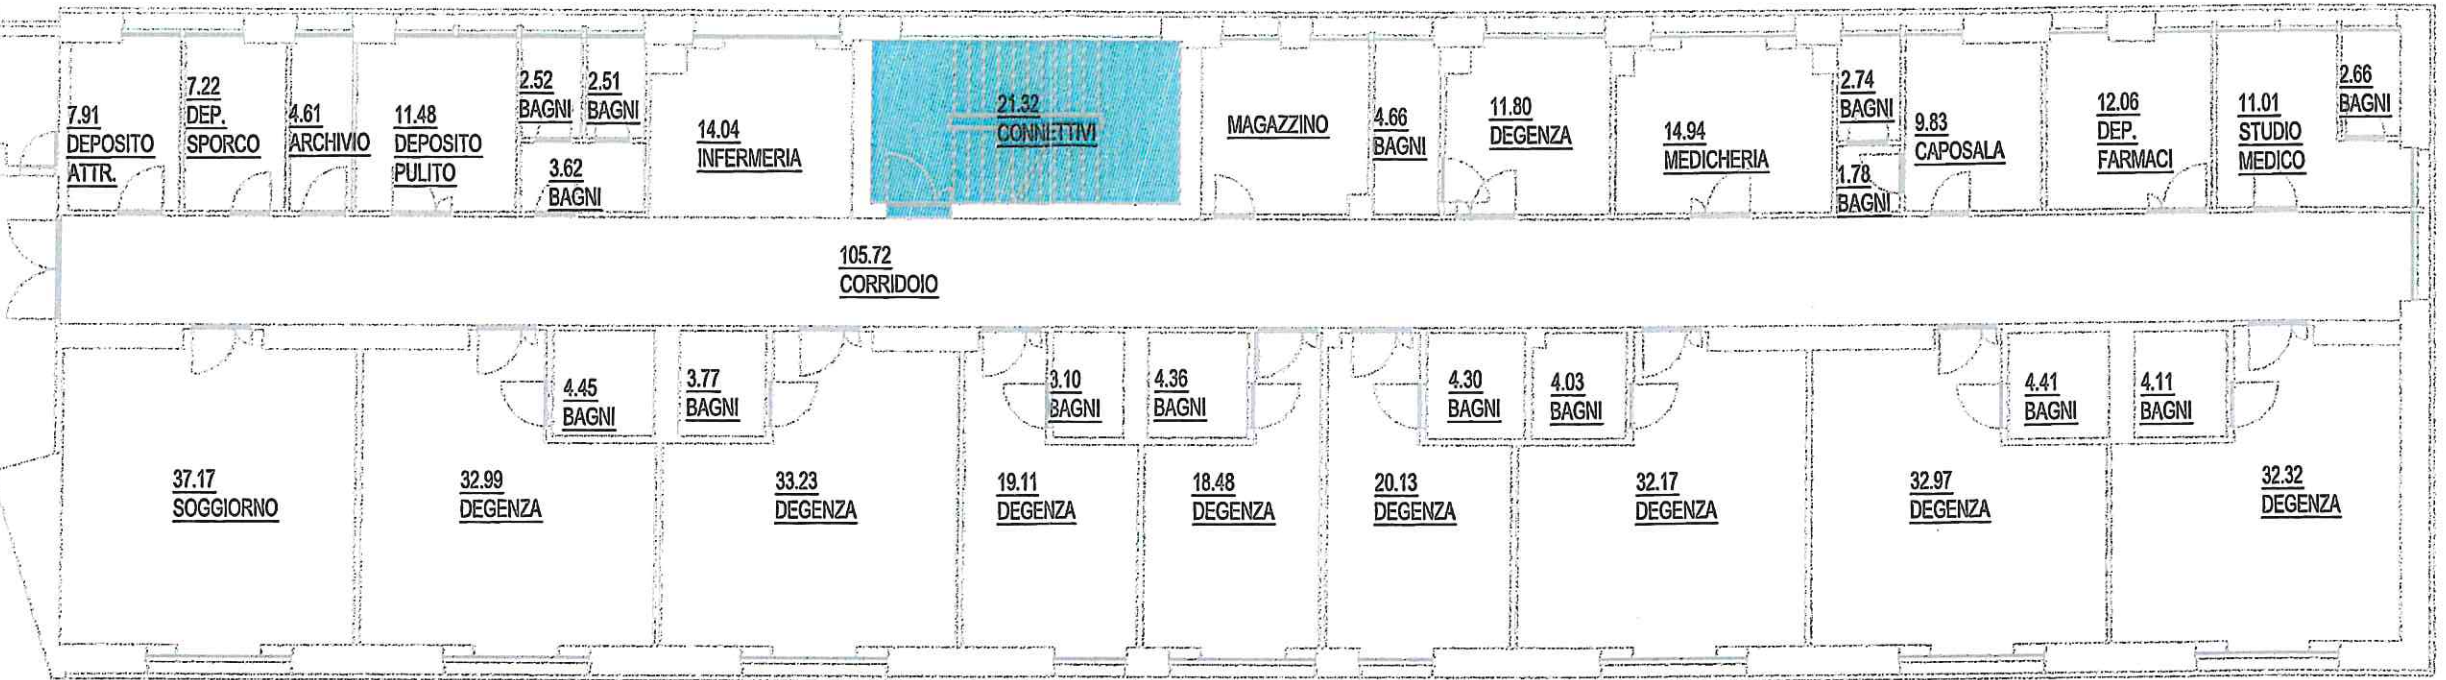 7.91
DEPOSITO
ATTR.
7.22
DEP.
SPORCO
4.61
ARCHIVIO
11.48
DEPOSITO
PULITO
2.52
BAGNI
2.51
BAGNI
3.62
BAGNI
14.04
INFERMERIA
21.32
CONNETTIVI
MAGAZZINO
4.66
BAGNI
11.80
DEGENZA
14.94
MEDICHERIA
2.74
BAGNI
1.78
BAGNI
9.83
CAPOSALA
12.06
DEP.
FARMACI
11.01
STUDIO
MEDICO
2.66
BAGNI
105.72
CORRIDOIO
4.45
BAGNI
3.77
BAGNI
3.10
BAGNI
4.36
BAGNI
4.30
BAGNI
4.03
BAGNI
4.41
BAGNI
4.11
BAGNI
37.17
SOGGIORNO
32.99
DEGENZA
33.23
DEGENZA
19.11
DEGENZA
18.48
DEGENZA
20.13
DEGENZA
32.17
DEGENZA
32.97
DEGENZA
32.32
DEGENZA